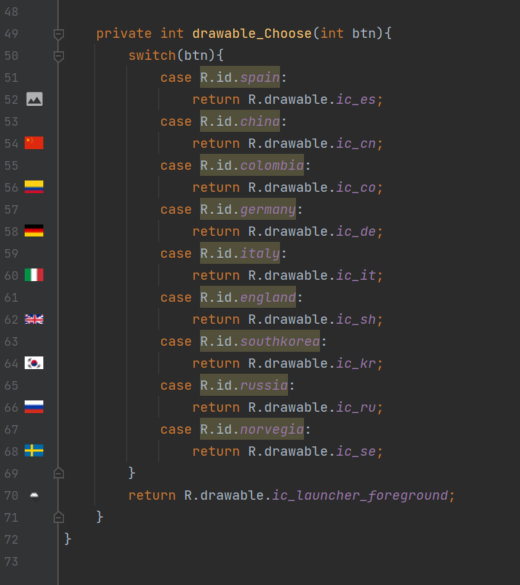 48
49 private int drawable_Choose(int btn){
50 switch(btn){
51 case R.id.spain:
52 return R.drawable.ic_es;
53 case R.id.china:
54 return R.drawable.ic_cn;
55 case R.id.colombia:
56 return R.drawable.ic_co;
57 case R.id.germany:
58 return R.drawable.ic_de;
59 case R.id.italy:
60 return R.drawable.ic_it;
61 case R.id.england:
62 return R.drawable.ic_sh;
63 case R.id.southkorea:
64 return R.drawable.ic_kr;
65 case R.id.russia:
66 return R.drawable.ic_ru;
67 case R.id.norvegia:
68 return R.drawable.ic_se;
69 }
70 return R.drawable.ic_launcher_foreground;
71 }
72 }
73